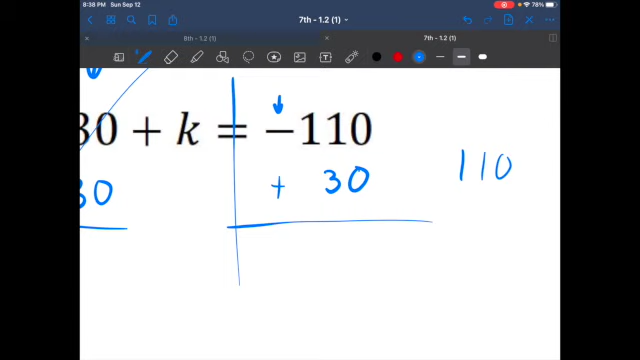 8:38 PM Sun Sep 12
78%
7th - 1.2 (1)
8th - 1.2 (1)
7th - 1.2 (1)
30 + k = −110
30 + 30 110